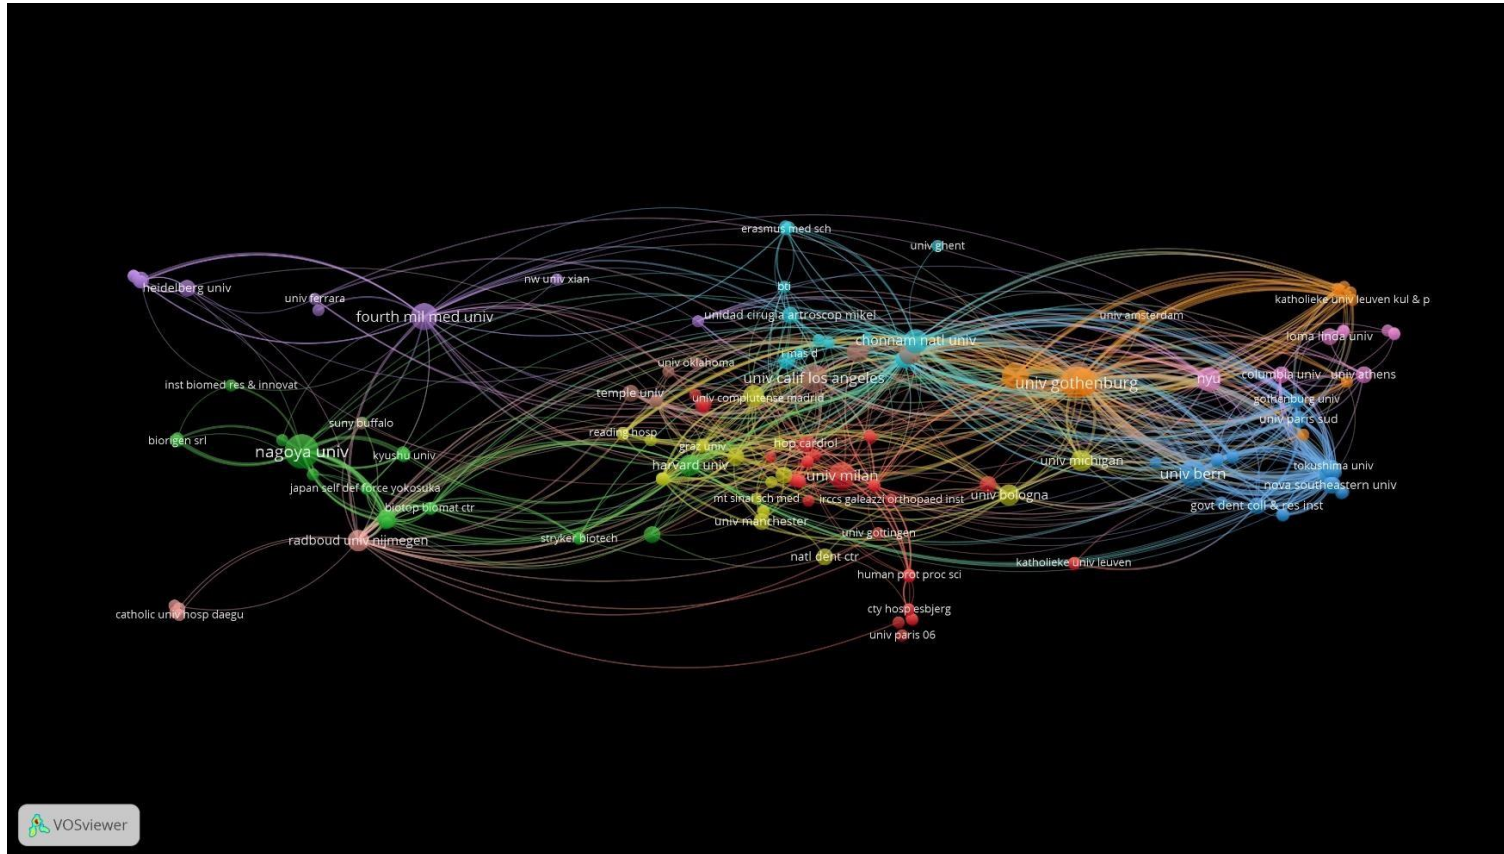 erasmus med sch
univ ghent
nw univ xian
heidelberg univ
bti
univ ferrara
katholieke univ leuven kul & p
fourth mil med univ
unidad cirugia artroscop mikel
univ amsterdam
chonnam natl univ
loma linda univ
i mas d
univ oklahoma
univ calif los angeles
univ gothenburg
nyu
columbia univ
univ athens
inst biomed res & innovat
temple univ
univ complutense madrid
gothenburg univ
suny buffalo
univ paris sud
reading hosp
biorigen srl
nagoya univ
kyushu univ
graz univ
hop cardiol
harvard univ
univ michigan
tokushima univ
univ milan
univ bern
nova southeastern univ
japan self def force yokosuka
mt sinai sch med
irccs galeazzi orthopaed inst
univ bologna
biotop biomat ctr
govt dent coll & res inst
univ manchester
radboud univ nijmegen
stryker biotech
univ gottingen
natl dent ctr
katholieke univ leuven
human prot proc sci
catholic univ hosp daegu
cty hosp esbjerg
univ paris 06
VOSviewer